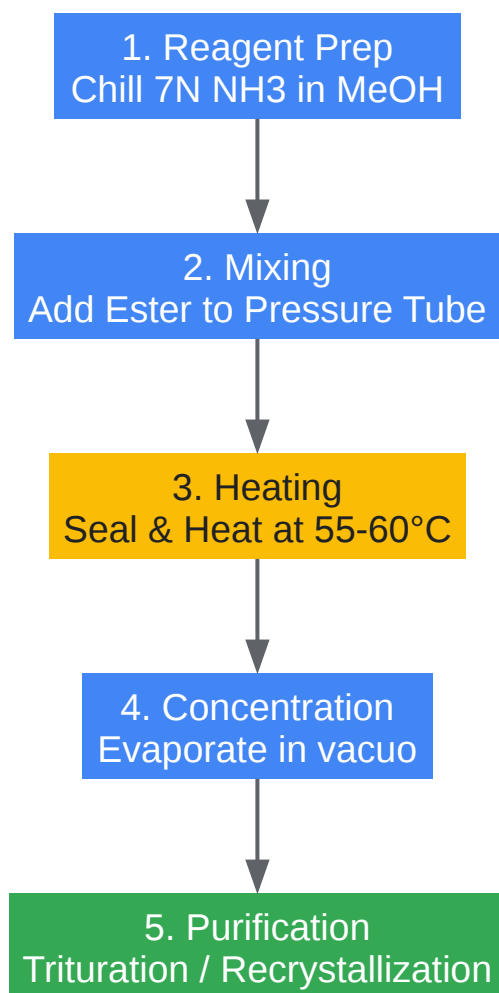 1. Reagent Prep
Chill 7N NH3 in MeOH
2. Mixing
Add Ester to Pressure Tube
3. Heating
Seal & Heat at 55-60°C
4. Concentration
Evaporate in vacuo
5. Purification
Trituration / Recrystallization